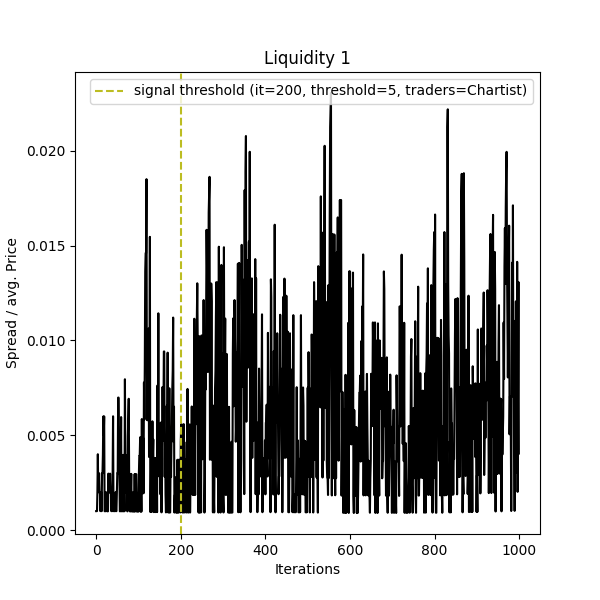 Liquidity 1
signal threshold (it=200, threshold=5, traders=Chartist)
Spread / avg. Price
0.020
0.015
0.010
0.005
0.000
0 200 400 600 800 1000
Iterations